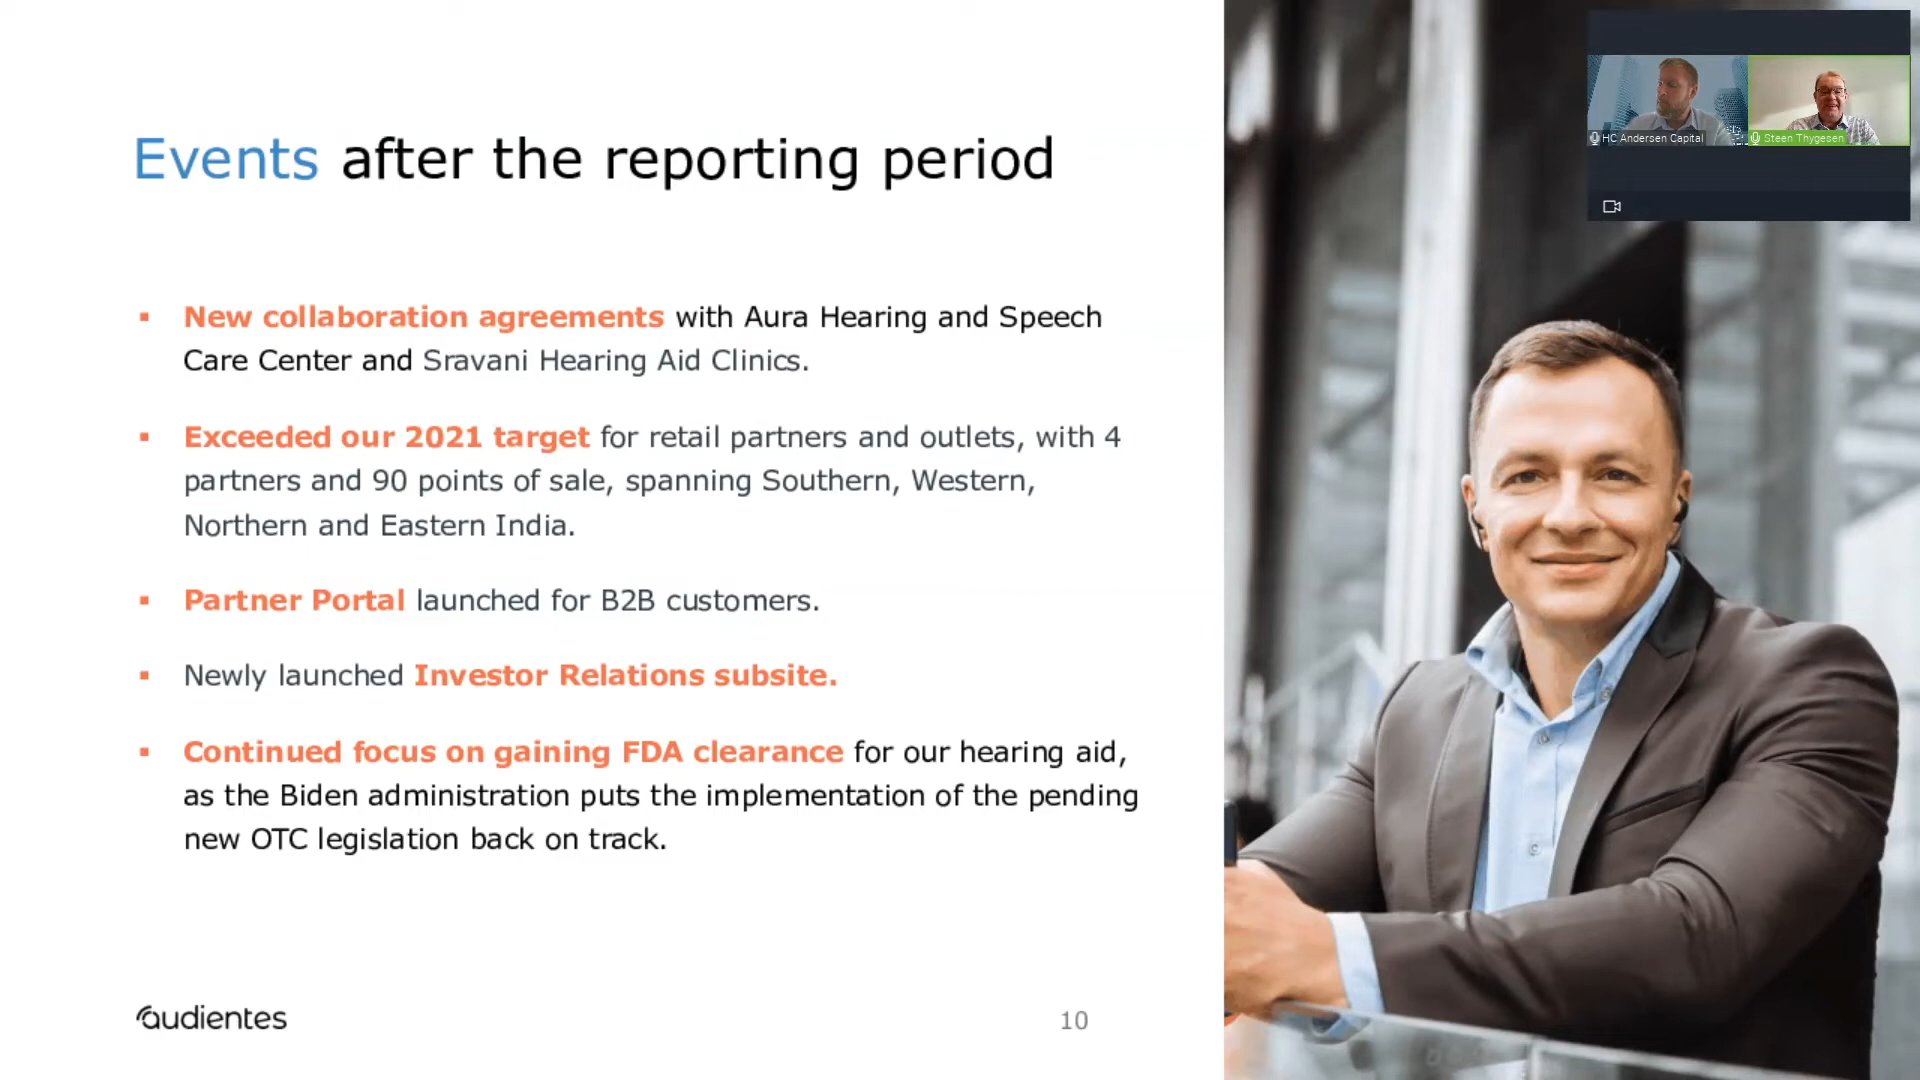 HC Andersen Capital
Steen Thygesen
Events after the reporting period
▪ New collaboration agreements with Aura Hearing and Speech
Care Center and Sravani Hearing Aid Clinics.
▪ Exceeded our 2021 target for retail partners and outlets, with 4
partners and 90 points of sale, spanning Southern, Western,
Northern and Eastern India.
▪ Partner Portal launched for B2B customers.
▪ Newly launched Investor Relations subsite.
▪ Continued focus on gaining FDA clearance for our hearing aid,
as the Biden administration puts the implementation of the pending
new OTC legislation back on track.
audientes
10